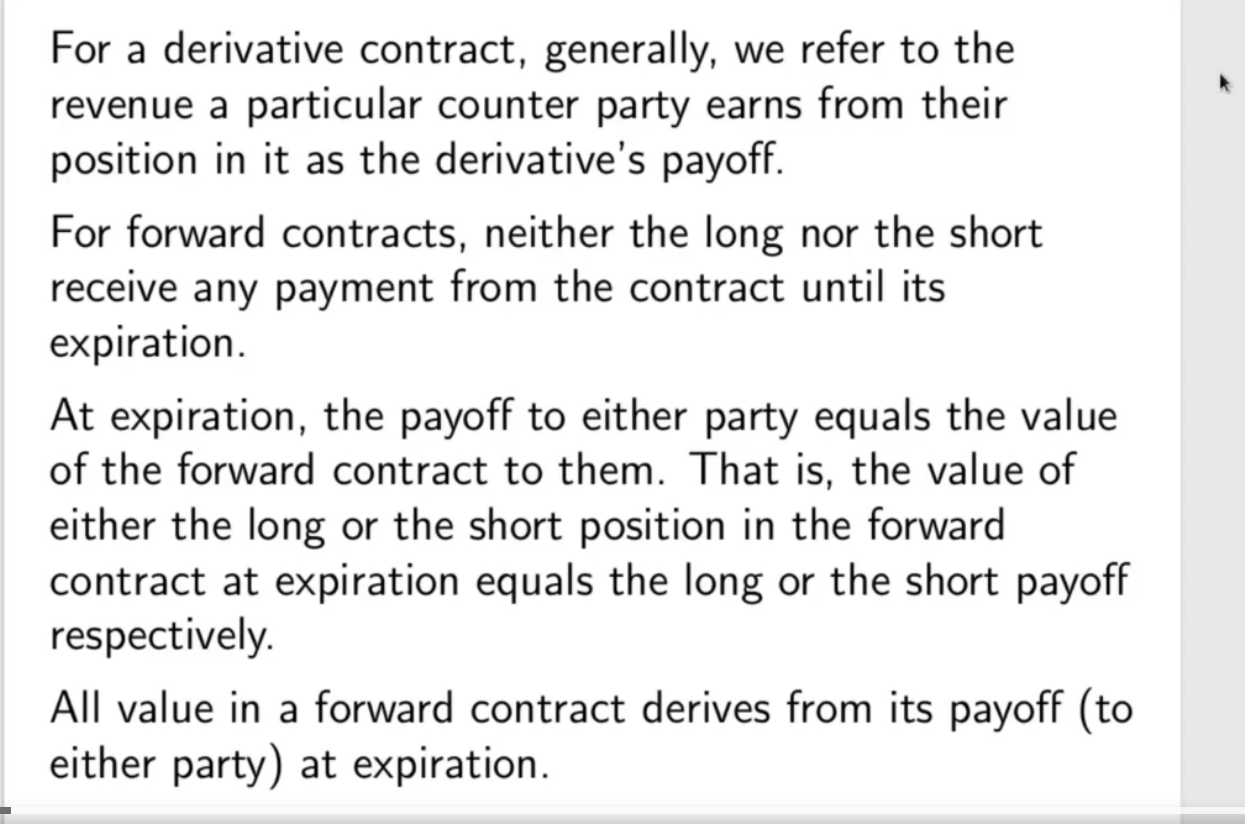 For a derivative contract, generally, we refer to the
revenue a particular counter party earns from their
position in it as the derivative's payoff.
For forward contracts, neither the long nor the short
receive any payment from the contract until its
expiration.
At expiration, the payoff to either party equals the value
of the forward contract to them. That is, the value of
either the long or the short position in the forward
contract at expiration equals the long or the short payoff
respectively.
All value in a forward contract derives from its payoff (to
either party) at expiration.